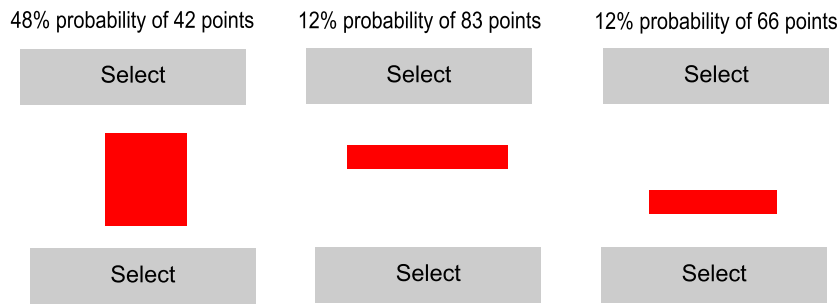 48% probability of 42 points
12% probability of 83 points
12% probability of 66 points
Select
Select
Select
Select
Select
Select